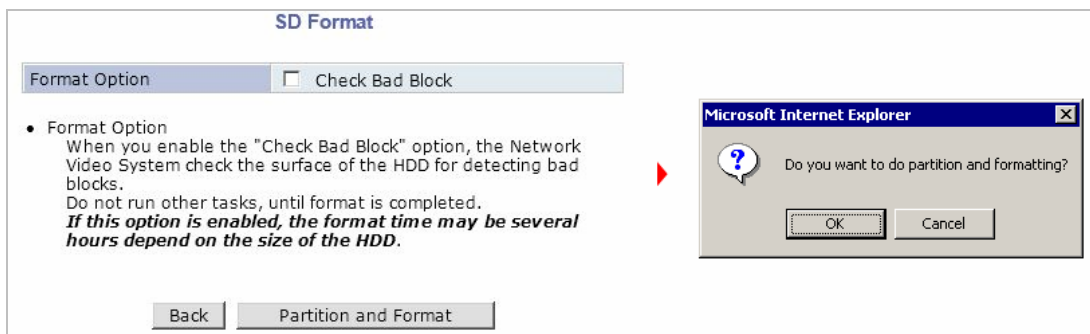 SD Format
Format Option
Check Bad Block
• Format Option
When you enable the "Check Bad Block" option, the Network
Video System check the surface of the HDD for detecting bad
blocks.
Do not run other tasks, until format is completed.
If this option is enabled, the format time may be several
hours depend on the size of the HDD.
Back
Partition and Format
Microsoft Internet Explorer
Do you want to do partition and formatting?
OK
Cancel